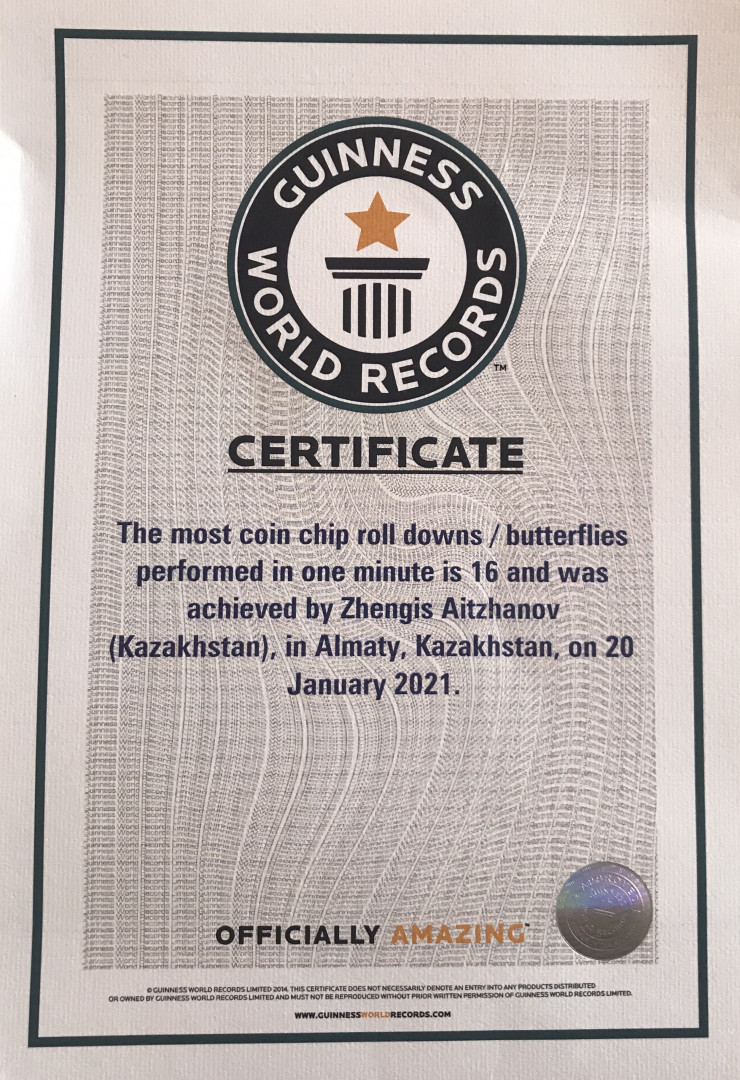 GUINNESS
WORLD RECORDS
TM
CERTIFICATE
The most coin chip roll downs / butterflies
performed in one minute is 16 and was
achieved by Zhengis Aitzhanov
(Kazakhstan), in Almaty, Kazakhstan, on 20
January 2021.
APPROVED
OFFICIALLY AMAZING
© GUINNESS WORLD RECORDS LIMITED 2014. THIS CERTIFICATE DOES NOT NECESSARILY DENOTE AN ENTRY INTO ANY PRODUCTS DISTRIBUTED
OR OWNED BY GUINNESS WORLD RECORDS LIMITED AND MUST NOT BE REPRODUCED WITHOUT PRIOR WRITTEN PERMISSION OF GUINNESS WORLD RECORDS LIMITED.
WWW.GUINNESSWORLDRECORDS.COM